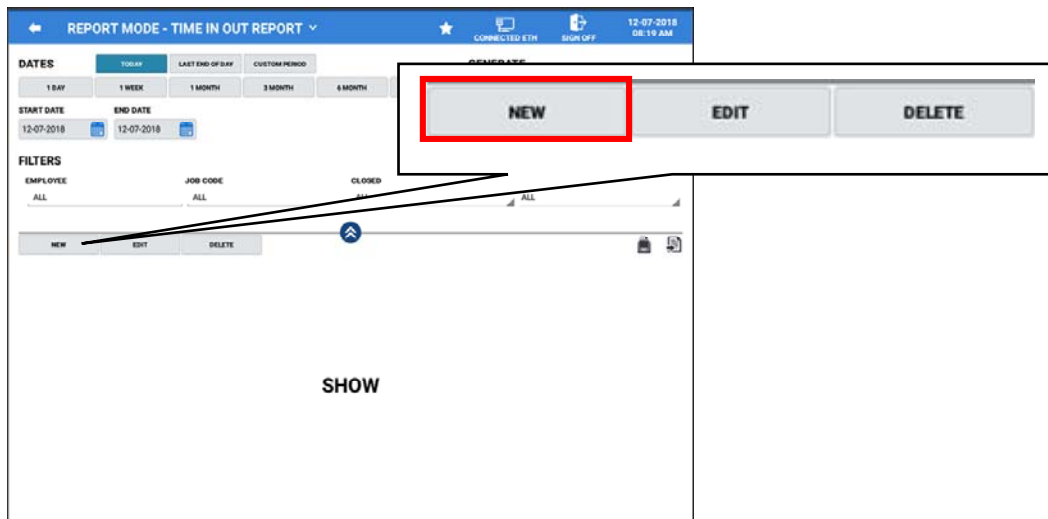 REPORT MODE - TIME IN OUT REPORT
CONNECTED ETH
SIGN OFF
12-07-2018
08:19 AM
DATES
TODAY
LAST END OF DAY
CUSTOM PERIOD
GENERATE
1 DAY
1 WEEK
1 MONTH
3 MONTH
6 MONTH
START DATE
END DATE
12-07-2018
12-07-2018
NEW
EDIT
DELETE
FILTERS
EMPLOYEE
JOB CODE
CLOSED
ALL
ALL
ALL
ALL
NEW
EDIT
DELETE
SHOW